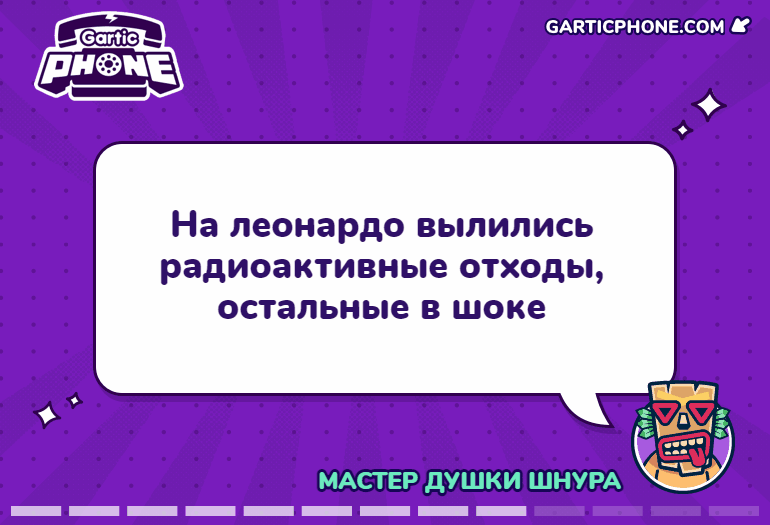 Gartic
PHONE
GARTICPHONE.COM
На леонардо вылились
радиоактивные отходы,
остальные в шоке
МАСТЕР ДУШКИ ШНУРА